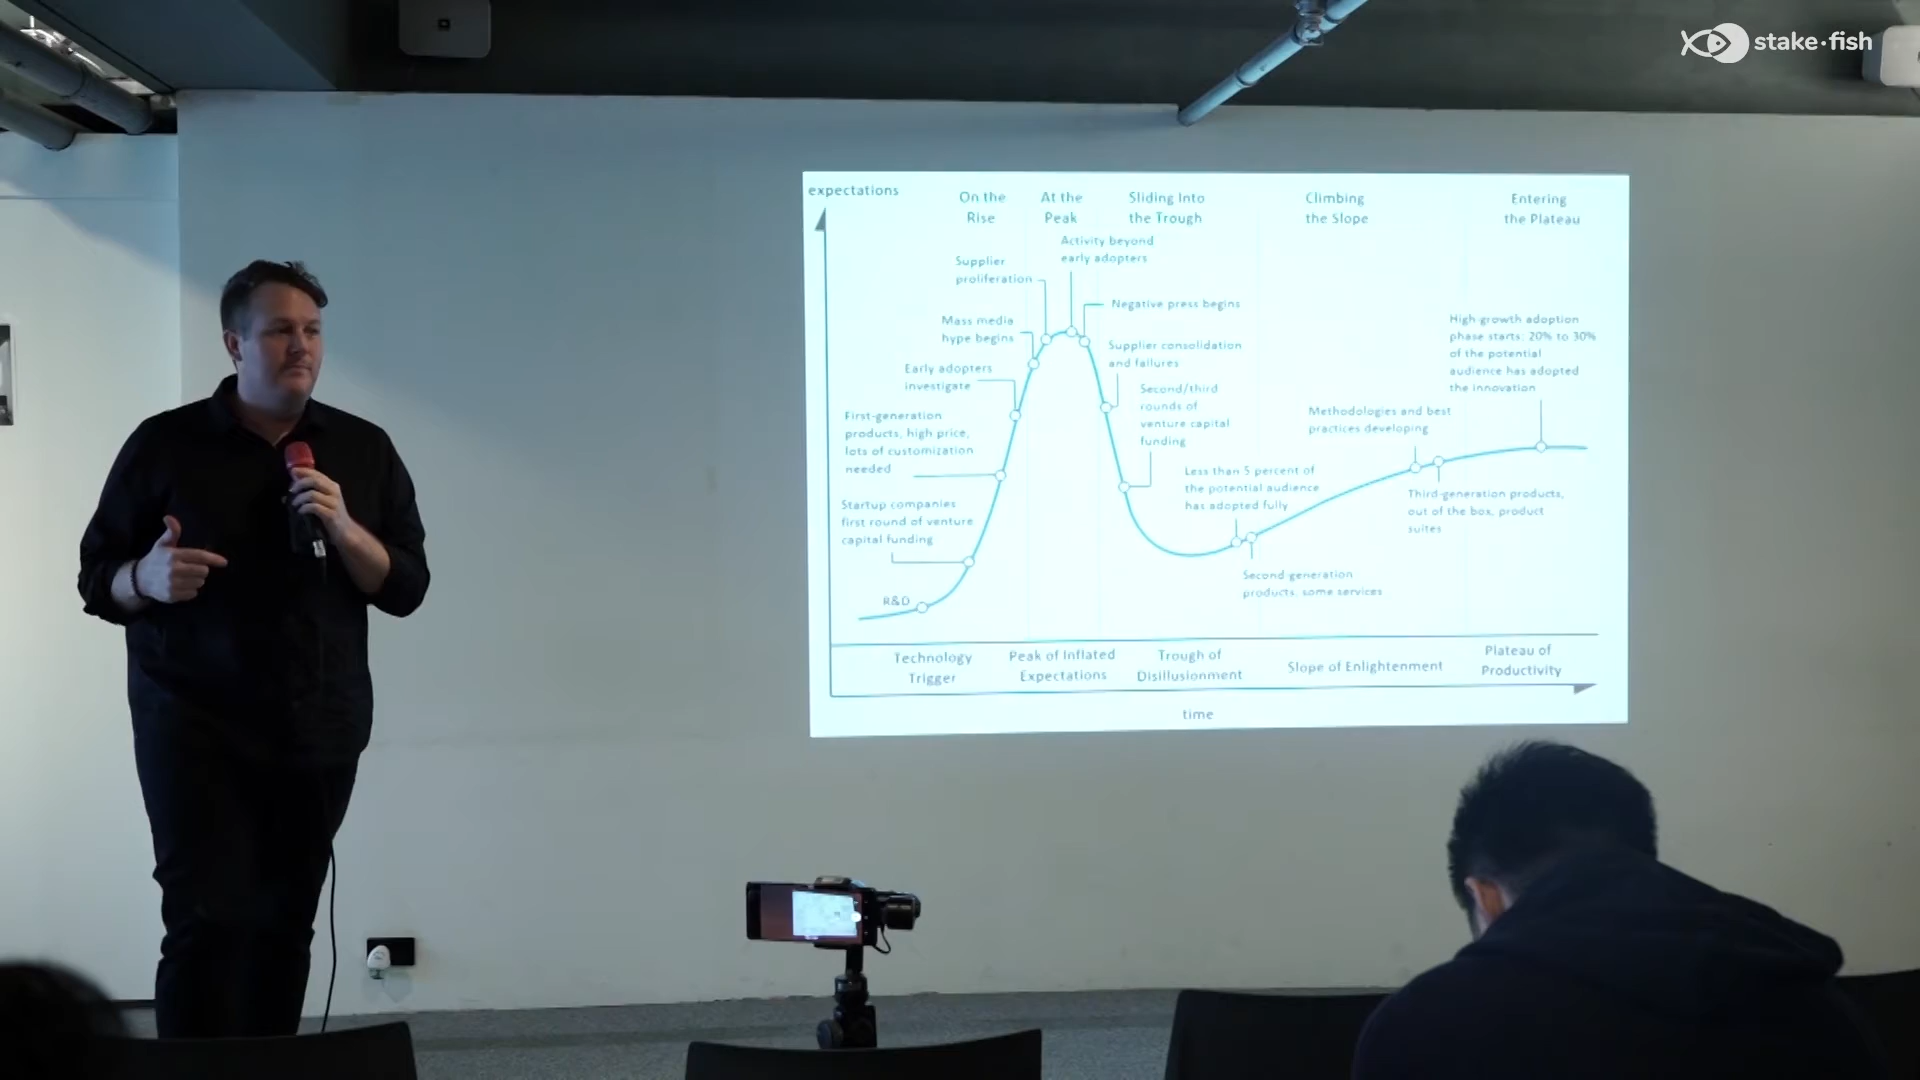 stake·fish
expectations
On the
Rise
At the
Peak
Sliding Into
the Trough
Climbing
the Slope
Entering
the Plateau
Activity beyond
early adopters
Supplier
proliferation
Negative press begins
Mass media
hype begins
Supplier consolidation
and failures
High-growth adoption
phase starts: 20% to 30%
of the potential
audience has adopted
the innovation
Early adopters
investigate
Second/third
rounds of
venture capital
funding
First-generation
products, high price,
lots of customization
needed
Methodologies and best
practices developing
Less than 5 percent of
the potential audience
has adopted fully
Startup companies
first round of venture
capital funding
Third-generation products,
out of the box, product
suites
Second-generation
products, some services
R&D
Technology
Trigger
Peak of Inflated
Expectations
Trough of
Disillusionment
Slope of Enlightenment
Plateau of
Productivity
time